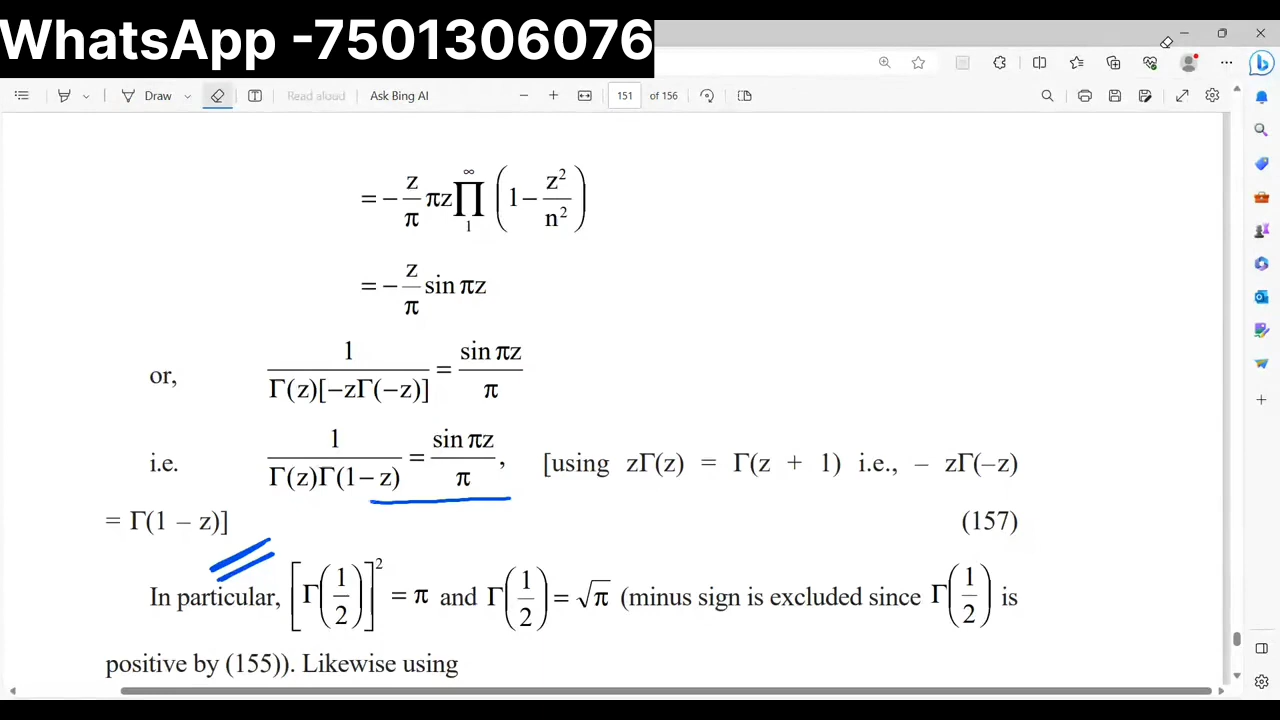 WhatsApp -7501306076
Draw
Read aloud
Ask Bing AI
151 of 156
= − z/π πz ∏₁^∞ (1 − z²/n²)
= − z/π sin πz
or, 1/(Γ(z)[−zΓ(−z)]) = sin πz/π
i.e. 1/(Γ(z)Γ(1− z)) = sin πz/π, [using zΓ(z) = Γ(z + 1) i.e., – zΓ(–z)
= Γ(1 – z)] (157)
In particular, [Γ(1/2)]² = π and Γ(1/2) = √π (minus sign is excluded since Γ(1/2) is
positive by (155)). Likewise using